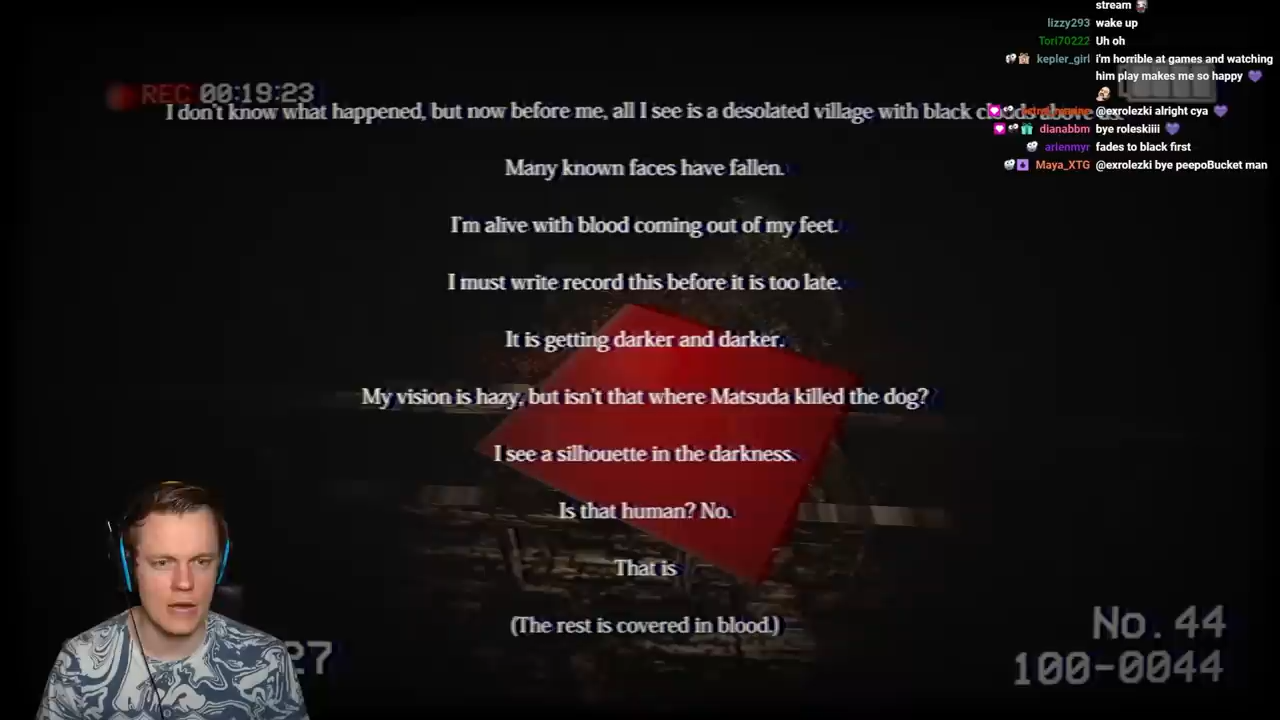 stream
lizzy293 wake up
Tori70222 Uh oh
kepler_girl i'm horrible at games and watching
him play makes me so happy
REC 00:19:23
I don't know what happened, but now before me, all I see is a desolated village with black clouds above
@exrolezki alright cya
dianabbm bye roleskiiii
arienmyr fades to black first
Maya_XTG @exrolezki bye peepoBucket man
Many known faces have fallen.
I'm alive with blood coming out of my feet.
I must write record this before it is too late.
It is getting darker and darker.
My vision is hazy, but isn't that where Matsuda killed the dog?
I see a silhouette in the darkness.
Is that human? No.
That is
(The rest is covered in blood.)
27
No.44
100-0044